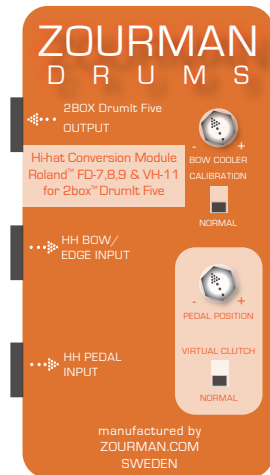 ZOURMAN
DRUMS
2BOX DrumIt Five
OUTPUT
- +
BOW COOLER
CALIBRATION
NORMAL
Hi-hat Conversion Module
Roland™ FD-7,8,9 & VH-11
for 2box™ DrumIt Five
HH BOW/
EDGE INPUT
- +
PEDAL POSITION
VIRTUAL CLUTCH
NORMAL
HH PEDAL
INPUT
manufactured by
ZOURMAN.COM
SWEDEN